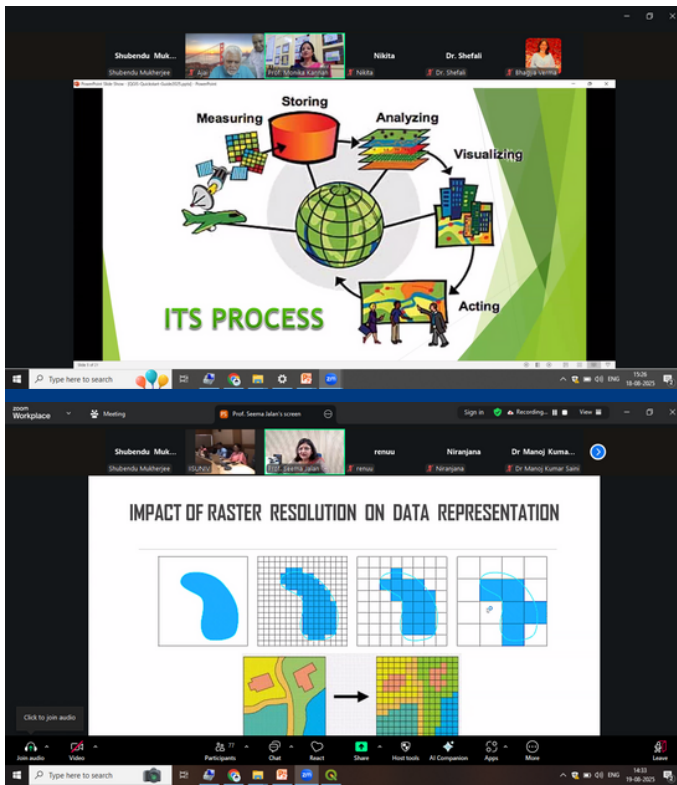 Shubendu Muk... Nikita Dr. Shefali
Shubendu Mukherjee Prof. Monika Kannan Nikita Dr. Shefali Bhagya Verma
Storing
Measuring
Analyzing
Visualizing
Acting
ITS PROCESS
Type here to search
ENG 15:26 18-08-2025
zoom Workplace Meeting Prof. Seema Jalan's screen Sign in Recording... View
Shubendu Muk... renuu Niranjana Dr Manoj Kuma...
Shubendu Mukherjee IISUNIV Prof. Seema Jalan renuu Niranjana Dr Manoj Kumar Saini
IMPACT OF RASTER RESOLUTION ON DATA REPRESENTATION
Click to join audio
77
Join audio Video Participants Chat React Share Host tools AI Companion Apps More Leave
Type here to search
ENG 14:33 19-08-2025